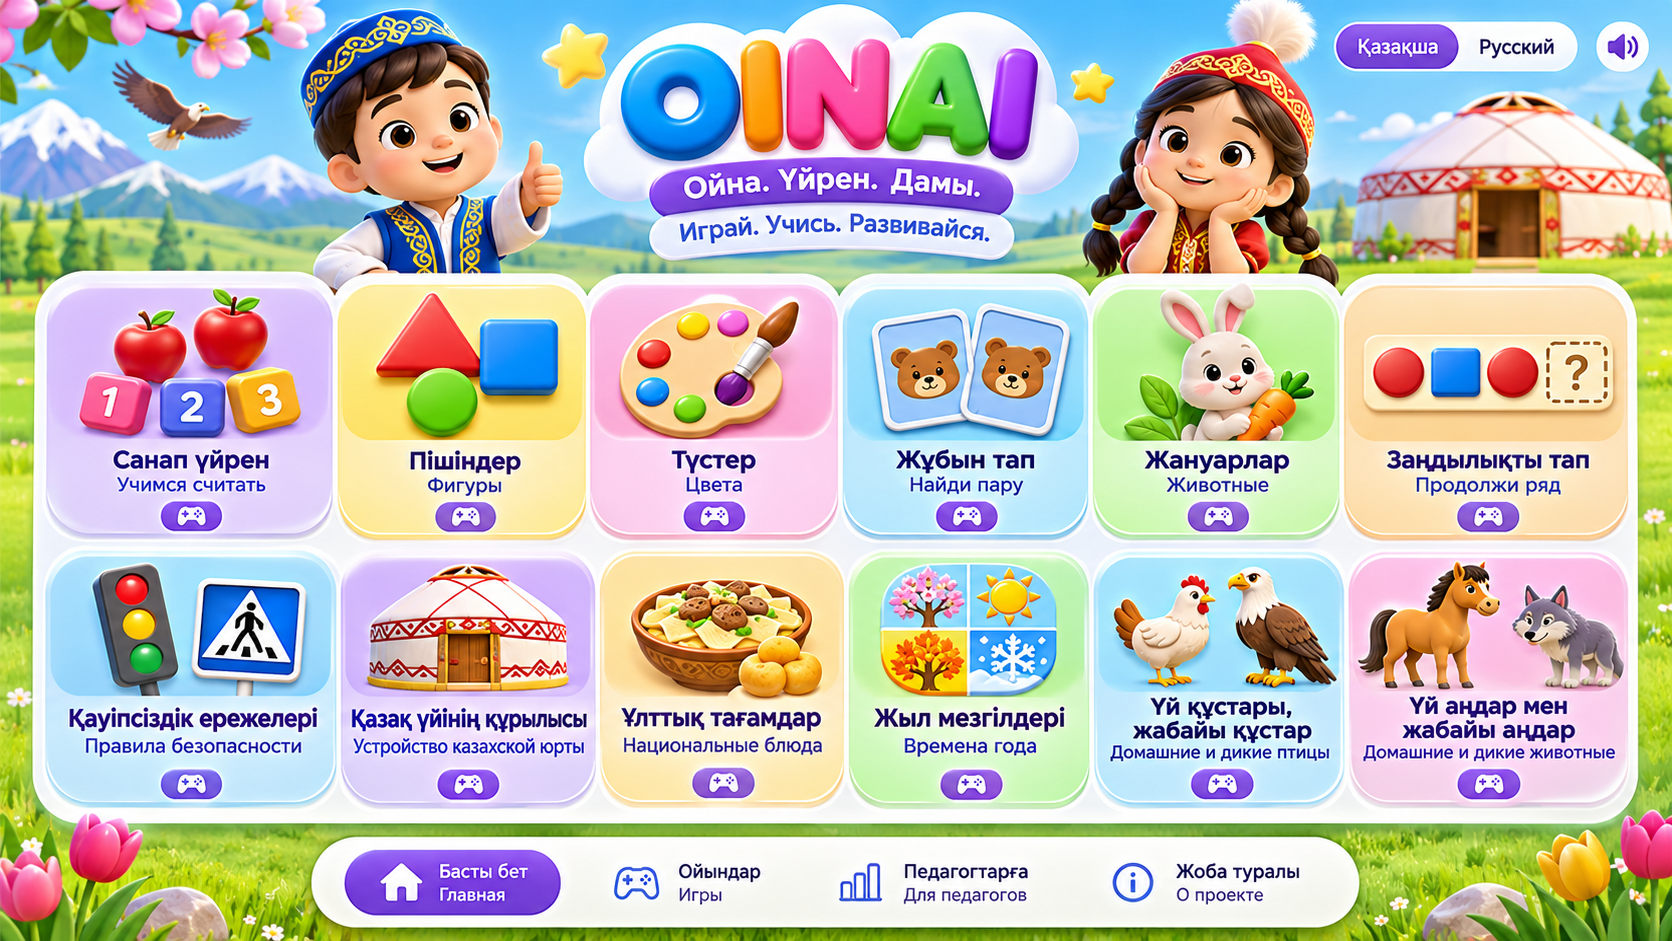 Қазақша
Русский
OINAI
Ойна. Үйрен. Дамы.
Играй. Учись. Развивайся.
1 2 3
Санап үйрен
Учимся считать
Пішіндер
Фигуры
Түстер
Цвета
Жұбын тап
Найди пару
Жануарлар
Животные
?
Заңдылықты тап
Продолжи ряд
Қауіпсіздік ережелері
Правила безопасности
Қазақ үйінің құрылысы
Устройство казахской юрты
Ұлттық тағамдар
Национальные блюда
Жыл мезгілдері
Времена года
Үй құстары,
жабайы құстар
Домашние и дикие птицы
Үй аңдар мен
жабайы аңдар
Домашние и дикие животные
Басты бет
Главная
Ойындар
Игры
Педагогтарға
Для педагогов
Жоба туралы
О проекте